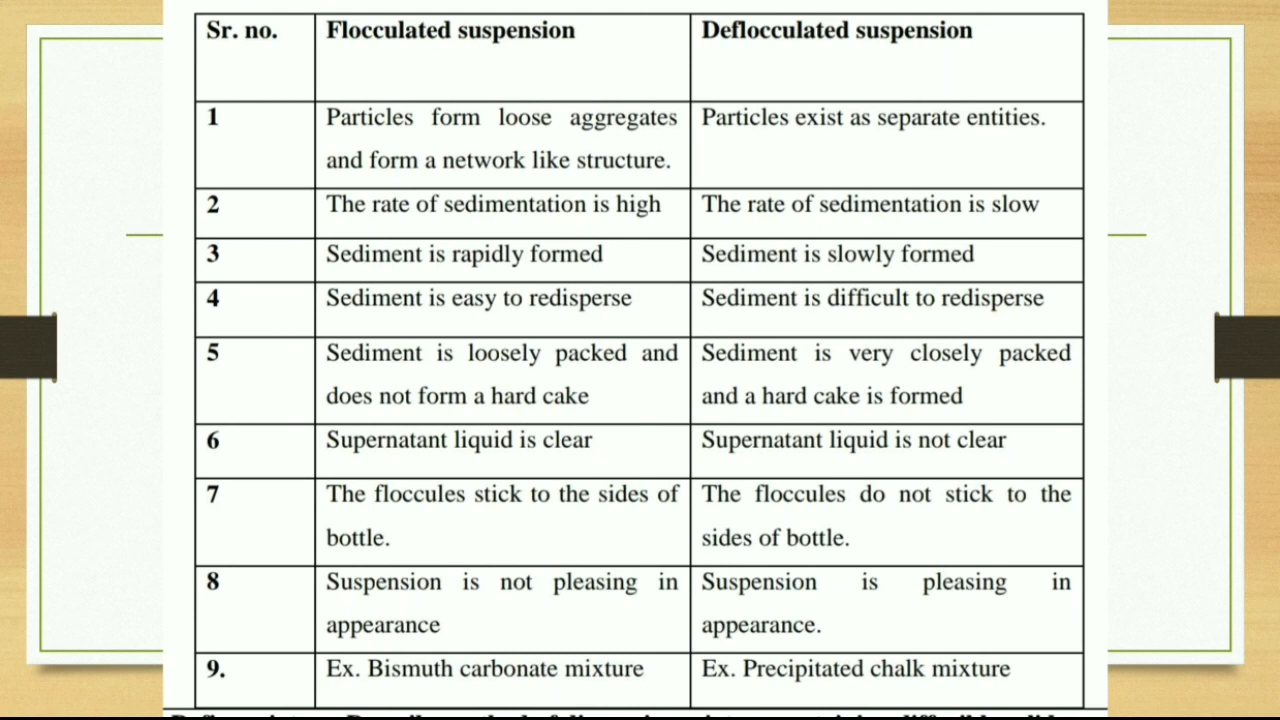 Sr. no. Flocculated suspension Deflocculated suspension
1 Particles form loose aggregates Particles exist as separate entities.
and form a network like structure.
2 The rate of sedimentation is high The rate of sedimentation is slow
3 Sediment is rapidly formed Sediment is slowly formed
4 Sediment is easy to redisperse Sediment is difficult to redisperse
5 Sediment is loosely packed and Sediment is very closely packed
does not form a hard cake and a hard cake is formed
6 Supernatant liquid is clear Supernatant liquid is not clear
7 The floccules stick to the sides of The floccules do not stick to the
bottle. sides of bottle.
8 Suspension is not pleasing in Suspension is pleasing in
appearance appearance.
9. Ex. Bismuth carbonate mixture Ex. Precipitated chalk mixture